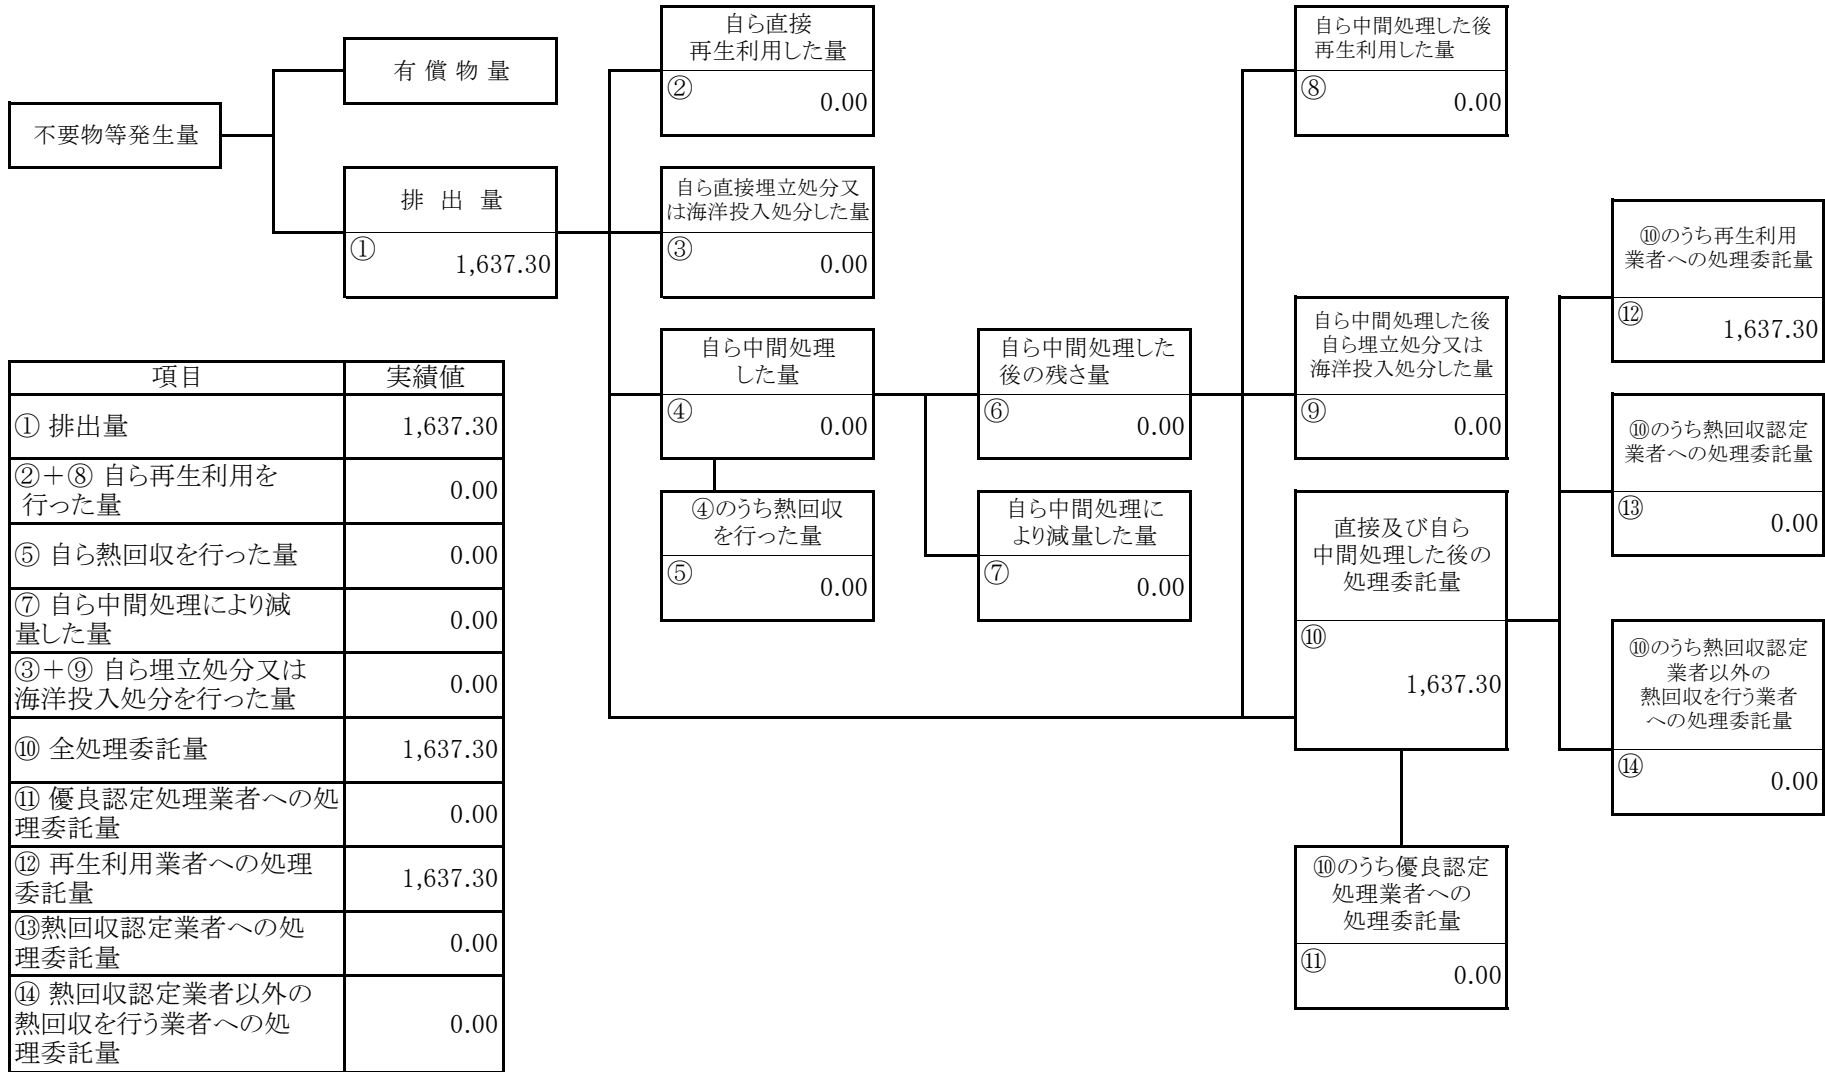 不要物等発生量
有 償 物 量
排 出 量
①
1,637.30
自ら直接
再生利用した量
②
0.00
自ら直接埋立処分又
は海洋投入処分した量
③
0.00
自ら中間処理
した量
④
0.00
④のうち熱回収
を行った量
⑤
0.00
自ら中間処理した
後の残さ量
⑥
0.00
自ら中間処理に
より減量した量
⑦
0.00
自ら中間処理した後
再生利用した量
⑧
0.00
自ら中間処理した後
自ら埋立処分又は
海洋投入処分した量
⑨
0.00
直接及び自ら
中間処理した後の
処理委託量
⑩
1,637.30
⑩のうち優良認定
処理業者への
処理委託量
⑪
0.00
⑩のうち再生利用
業者への処理委託量
⑫
1,637.30
⑩のうち熱回収認定
業者への処理委託量
⑬
0.00
⑩のうち熱回収認定
業者以外の
熱回収を行う業者
への処理委託量
⑭
0.00
項目 実績値
① 排出量 1,637.30
②＋⑧ 自ら再生利用を
行った量 0.00
⑤ 自ら熱回収を行った量 0.00
⑦ 自ら中間処理により減
量した量 0.00
③＋⑨ 自ら埋立処分又は
海洋投入処分を行った量 0.00
⑩ 全処理委託量 1,637.30
⑪ 優良認定処理業者への処
理委託量 0.00
⑫ 再生利用業者への処理
委託量 1,637.30
⑬熱回収認定業者への処
理委託量 0.00
⑭ 熱回収認定業者以外の
熱回収を行う業者への処
理委託量 0.00